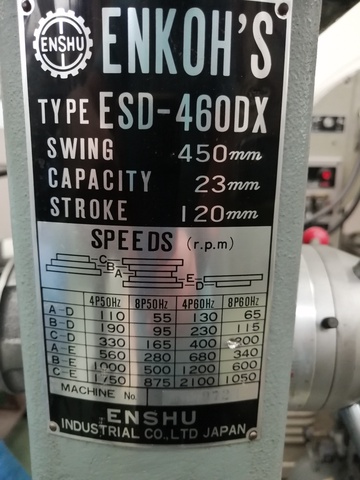 ENSHU
ENKOH'S
TYPE ESD-460DX
SWING 450mm
CAPACITY 23mm
STROKE 120mm
SPEEDS (r.p.m)
C
B
A
E
D
4P50Hz 8P50Hz 4P60Hz 8P60Hz
A-D 110 55 130 65
B-D 190 95 230 115
C-D 330 165 400 200
A-E 560 280 680 340
B-E 1000 500 1200 600
C-E 1750 875 2100 1050
MACHINE No.
ENSHU
INDUSTRIAL CO.,LTD JAPAN